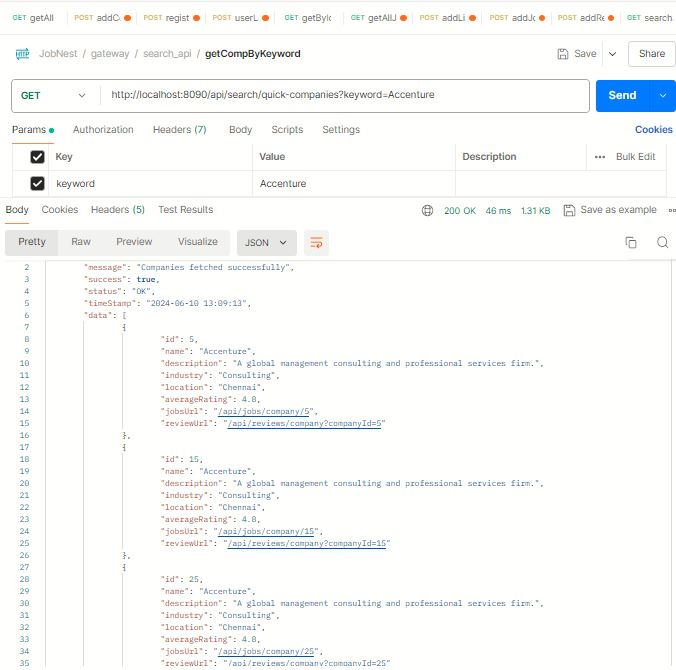 GET getAll POST addC POST regist POST userL GET getByI GET getAllJ POST addLi POST addJ POST addRe GET search.
HTTP JobNest / gateway / search_api / getCompByKeyword Save Share
GET http://localhost:8090/api/search/quick-companies?keyword=Accenture Send
Params Authorization Headers (7) Body Scripts Settings Cookies
Key Value Description ••• Bulk Edit
keyword Accenture
Body Cookies Headers (5) Test Results 200 OK 46 ms 1.31 KB Save as example
Pretty Raw Preview Visualize JSON
2 "message": "Companies fetched successfully",
3 "success": true,
4 "status": "OK",
5 "timeStamp": "2024-06-10 13:09:13",
6 "data": [
7 {
8 "id": 5,
9 "name": "Accenture",
10 "description": "A global management consulting and professional services firm.",
11 "industry": "Consulting",
12 "location": "Chennai",
13 "averageRating": 4.8,
14 "jobsUrl": "/api/jobs/company/5",
15 "reviewUrl": "/api/reviews/company?companyId=5"
16 },
17 {
18 "id": 15,
19 "name": "Accenture",
20 "description": "A global management consulting and professional services firm.",
21 "industry": "Consulting",
22 "location": "Chennai",
23 "averageRating": 4.8,
24 "jobsUrl": "/api/jobs/company/15",
25 "reviewUrl": "/api/reviews/company?companyId=15"
26 },
27 {
28 "id": 25,
29 "name": "Accenture",
30 "description": "A global management consulting and professional services firm.",
31 "industry": "Consulting",
32 "location": "Chennai",
33 "averageRating": 4.8,
34 "jobsUrl": "/api/jobs/company/25",
35 "reviewUrl": "/api/reviews/company?companyId=25"